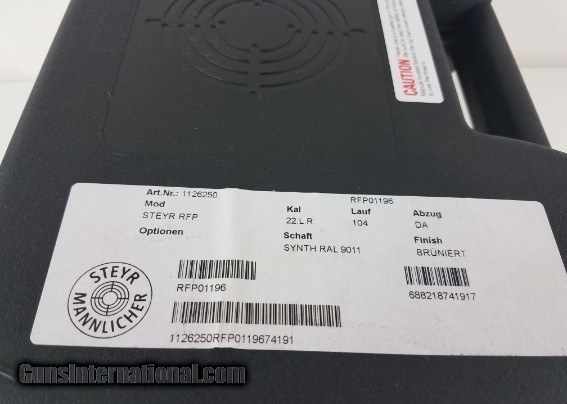 CAUTION
Art.Nr.: 1126250
RFP01196
Mod
Kal
Lauf
Abzug
STEYR RFP
22.L.R
104
DA
Optionen
Schaft
Finish
SYNTH RAL 9011
BRÜNIERT
STEYR
MANNLICHER
RFP01196
688218741917
1126250RFP0119674191
GunsInternational.com